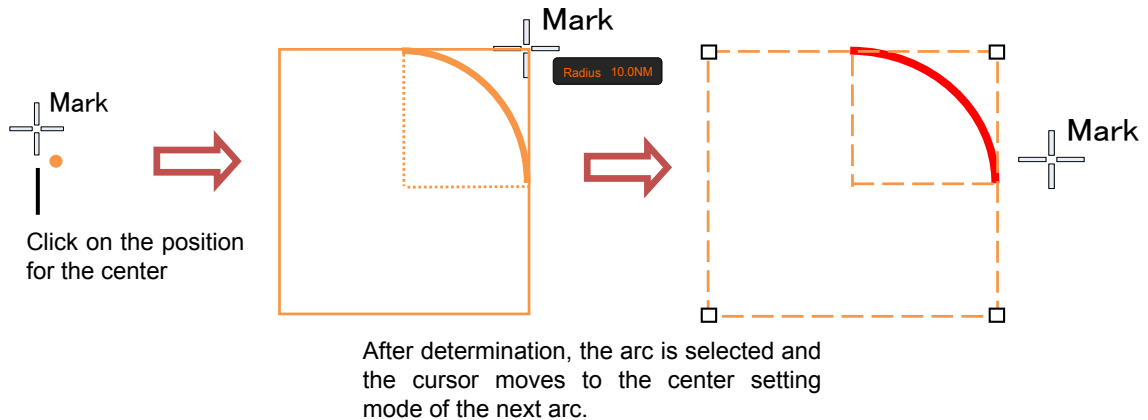 Mark
Radius 10.0NM
Mark
Mark
Click on the position
for the center
After determination, the arc is selected and
the cursor moves to the center setting
mode of the next arc.